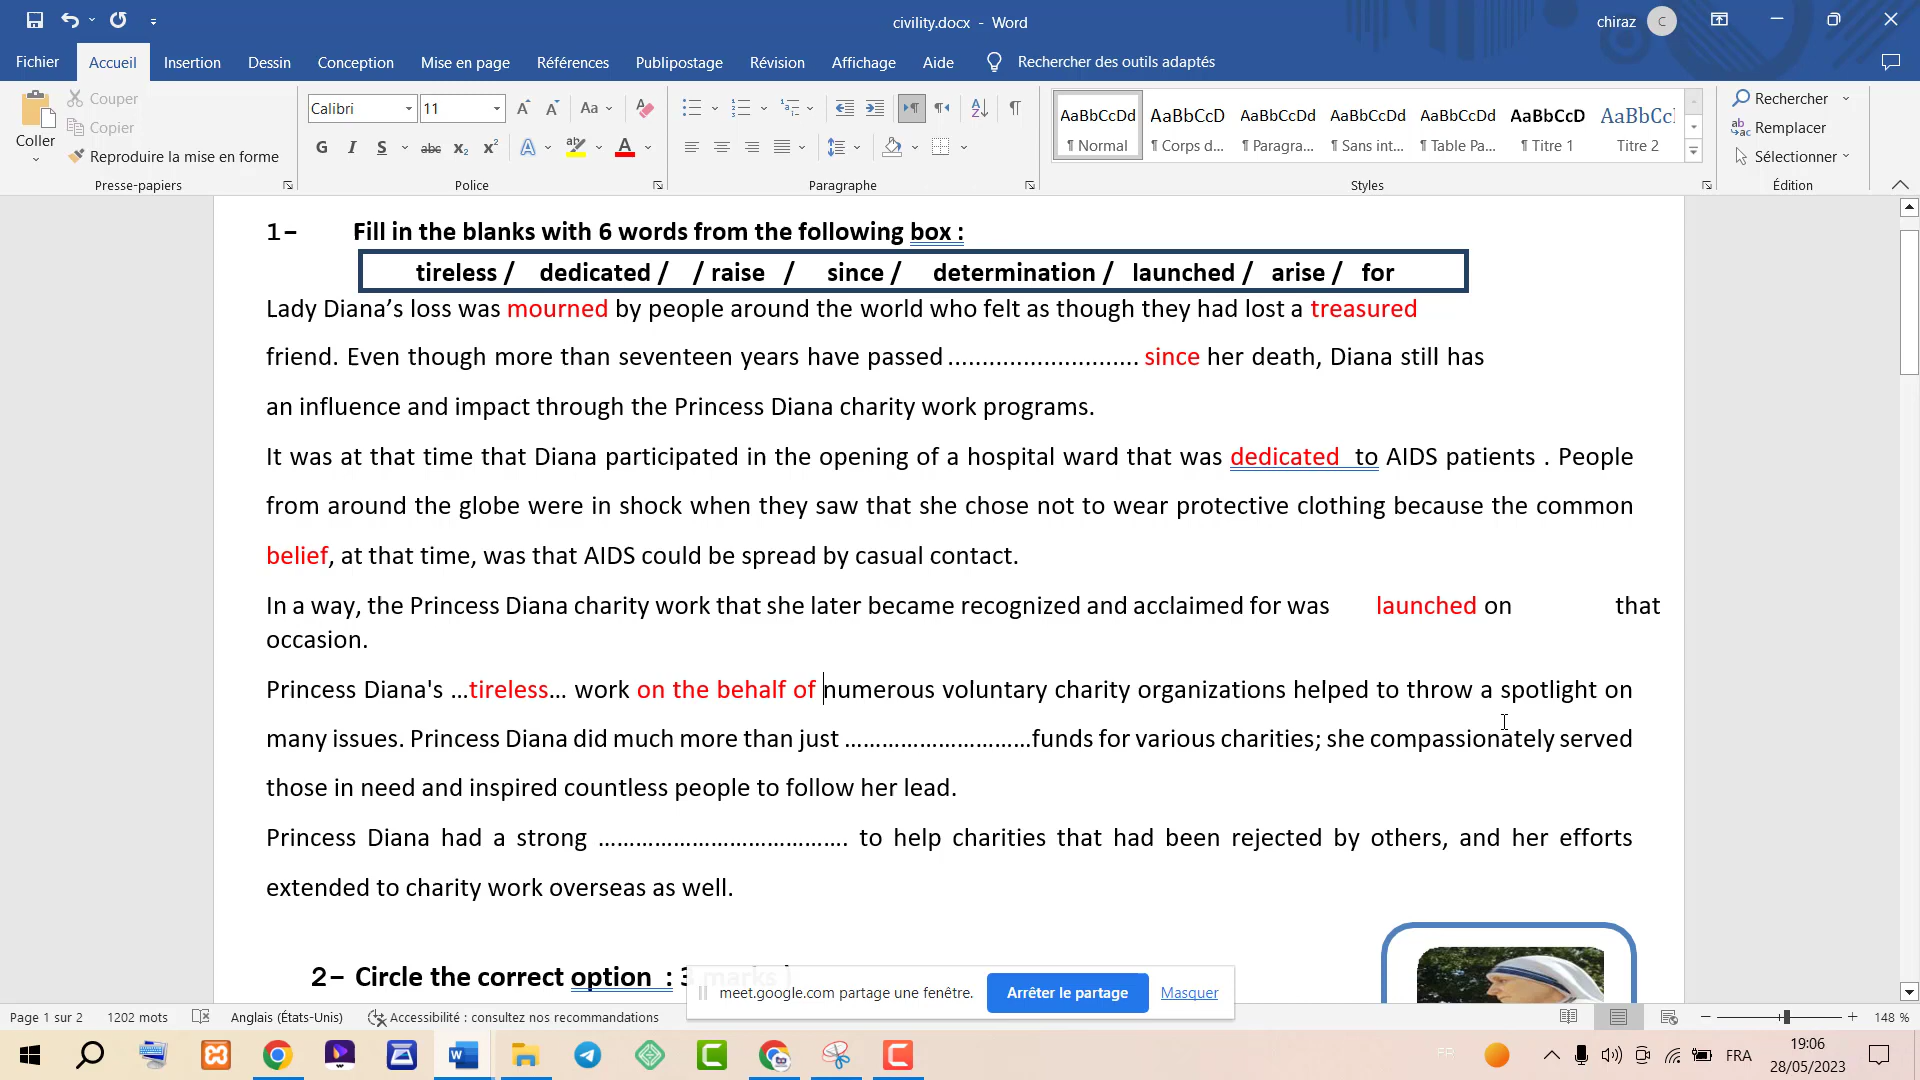 civility.docx - Word
chiraz
C
Fichier Accueil Insertion Dessin Conception Mise en page Références Publipostage Révision Affichage Aide Rechercher des outils adaptés
Coller
Couper
Copier
Reproduire la mise en forme
Presse-papiers
Calibri 11
Police
Paragraphe
AaBbCcDd AaBbCcD AaBbCcDd AaBbCcDd AaBbCcDd AaBbCcD AaBbCc
¶ Normal ¶ Corps d... ¶ Paragra... ¶ Sans int... ¶ Table Pa... ¶ Titre 1 Titre 2
Styles
Rechercher
Remplacer
Sélectionner
Édition
1- Fill in the blanks with 6 words from the following box :
tireless / dedicated / / raise / since / determination / launched / arise / for
Lady Diana’s loss was mourned by people around the world who felt as though they had lost a treasured
friend. Even though more than seventeen years have passed ............................ since her death, Diana still has
an influence and impact through the Princess Diana charity work programs.
It was at that time that Diana participated in the opening of a hospital ward that was dedicated to AIDS patients . People
from around the globe were in shock when they saw that she chose not to wear protective clothing because the common
belief, at that time, was that AIDS could be spread by casual contact.
In a way, the Princess Diana charity work that she later became recognized and acclaimed for was launched on that
occasion.
Princess Diana's …tireless… work on the behalf of numerous voluntary charity organizations helped to throw a spotlight on
many issues. Princess Diana did much more than just …………………………funds for various charities; she compassionately served
those in need and inspired countless people to follow her lead.
Princess Diana had a strong …………………………………. to help charities that had been rejected by others, and her efforts
extended to charity work overseas as well.
2- Circle the correct option : 3 marks )
meet.google.com partage une fenêtre. Arrêter le partage Masquer
Page 1 sur 2 1202 mots Anglais (États-Unis) Accessibilité : consultez nos recommandations 148 %
FRA
19:06
28/05/2023